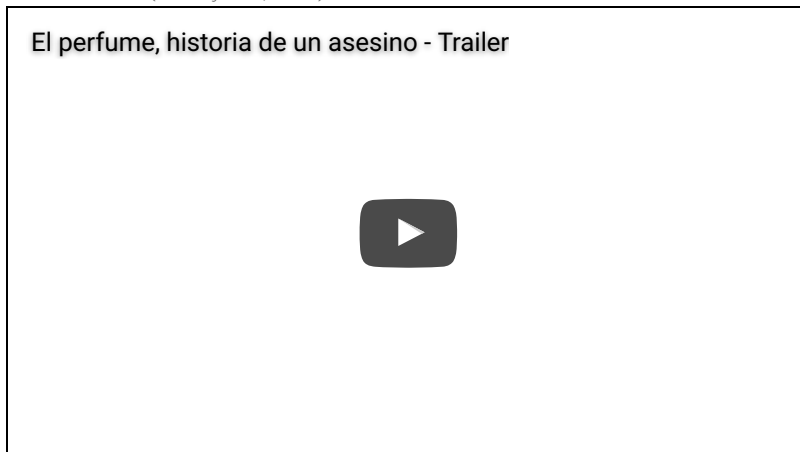 El perfume, historia de un asesino - Trailer